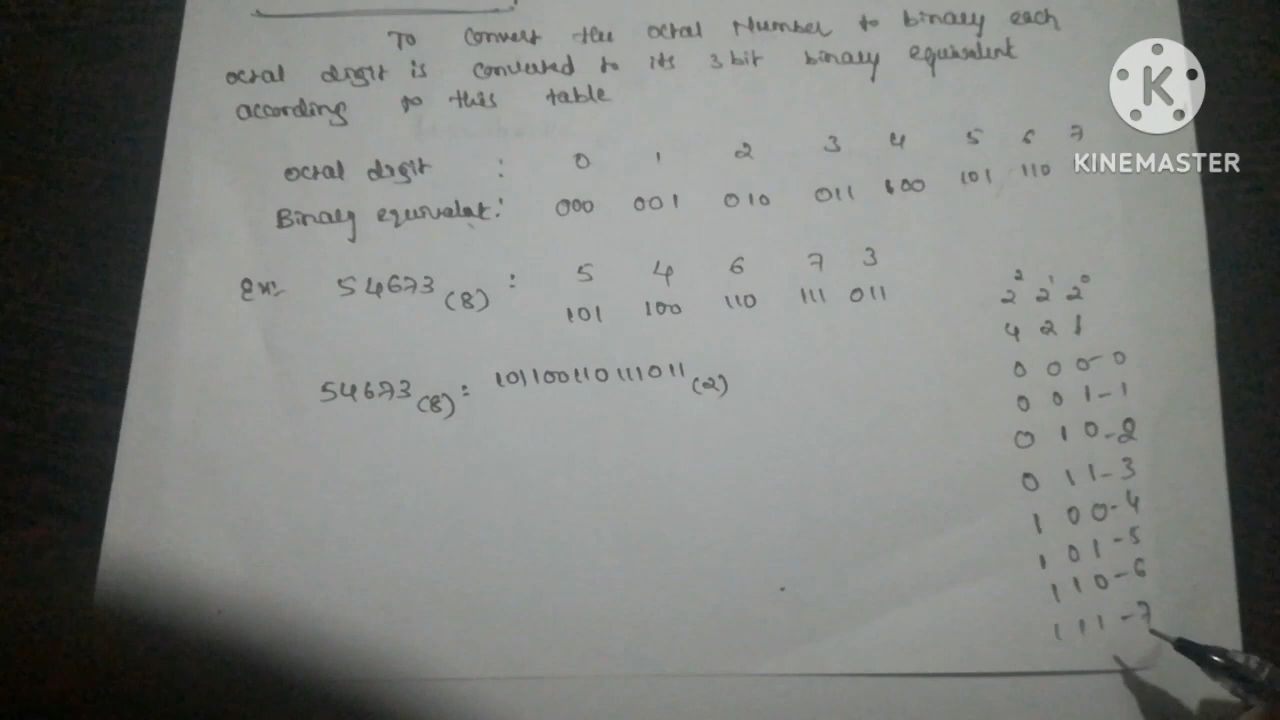 To convert the octal Number to binary each
octal digit is converted to its 3 bit binary equivalent
according to this table
octal digit : 0 1 2 3 4 5 6 7
Binary equivalet: 000 001 010 011 100 101 110
Ex:- 54673 (8) : 5 4 6 7 3
101 100 110 111 011
54673 (8) = 101100110111011 (2)
2² 2¹ 2⁰
4 2 1
0 0 0-0
0 0 1-1
0 1 0-2
0 1 1-3
1 0 0-4
1 0 1-5
1 1 0-6
1 1 1-7
K
KINEMASTER